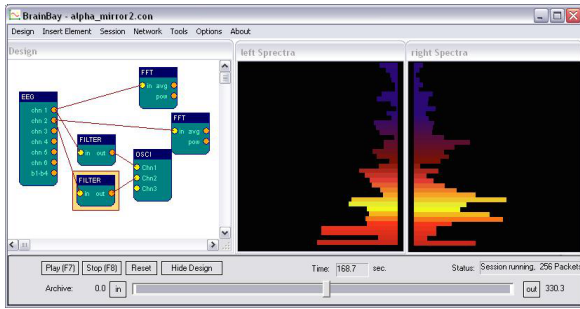 BrainBay - alpha_mirror2.con
Design Insert Element Session Network Tools Options About
Design
left Sprectra
right Spectra
FFT
in avg
pow
EEG
chn 1
chn 2
chn 3
chn 4
chn 5
chn 6
b1-b4
FFT
in avg
pow
FILTER
in out
OSCI
Chn1
Chn2
Chn3
FILTER
in out
Play (F7) Stop (F8) Reset Hide Design Time: 168.7 sec. Status: Session running, 256 Packets
Archive: 0.0 in out 330.3